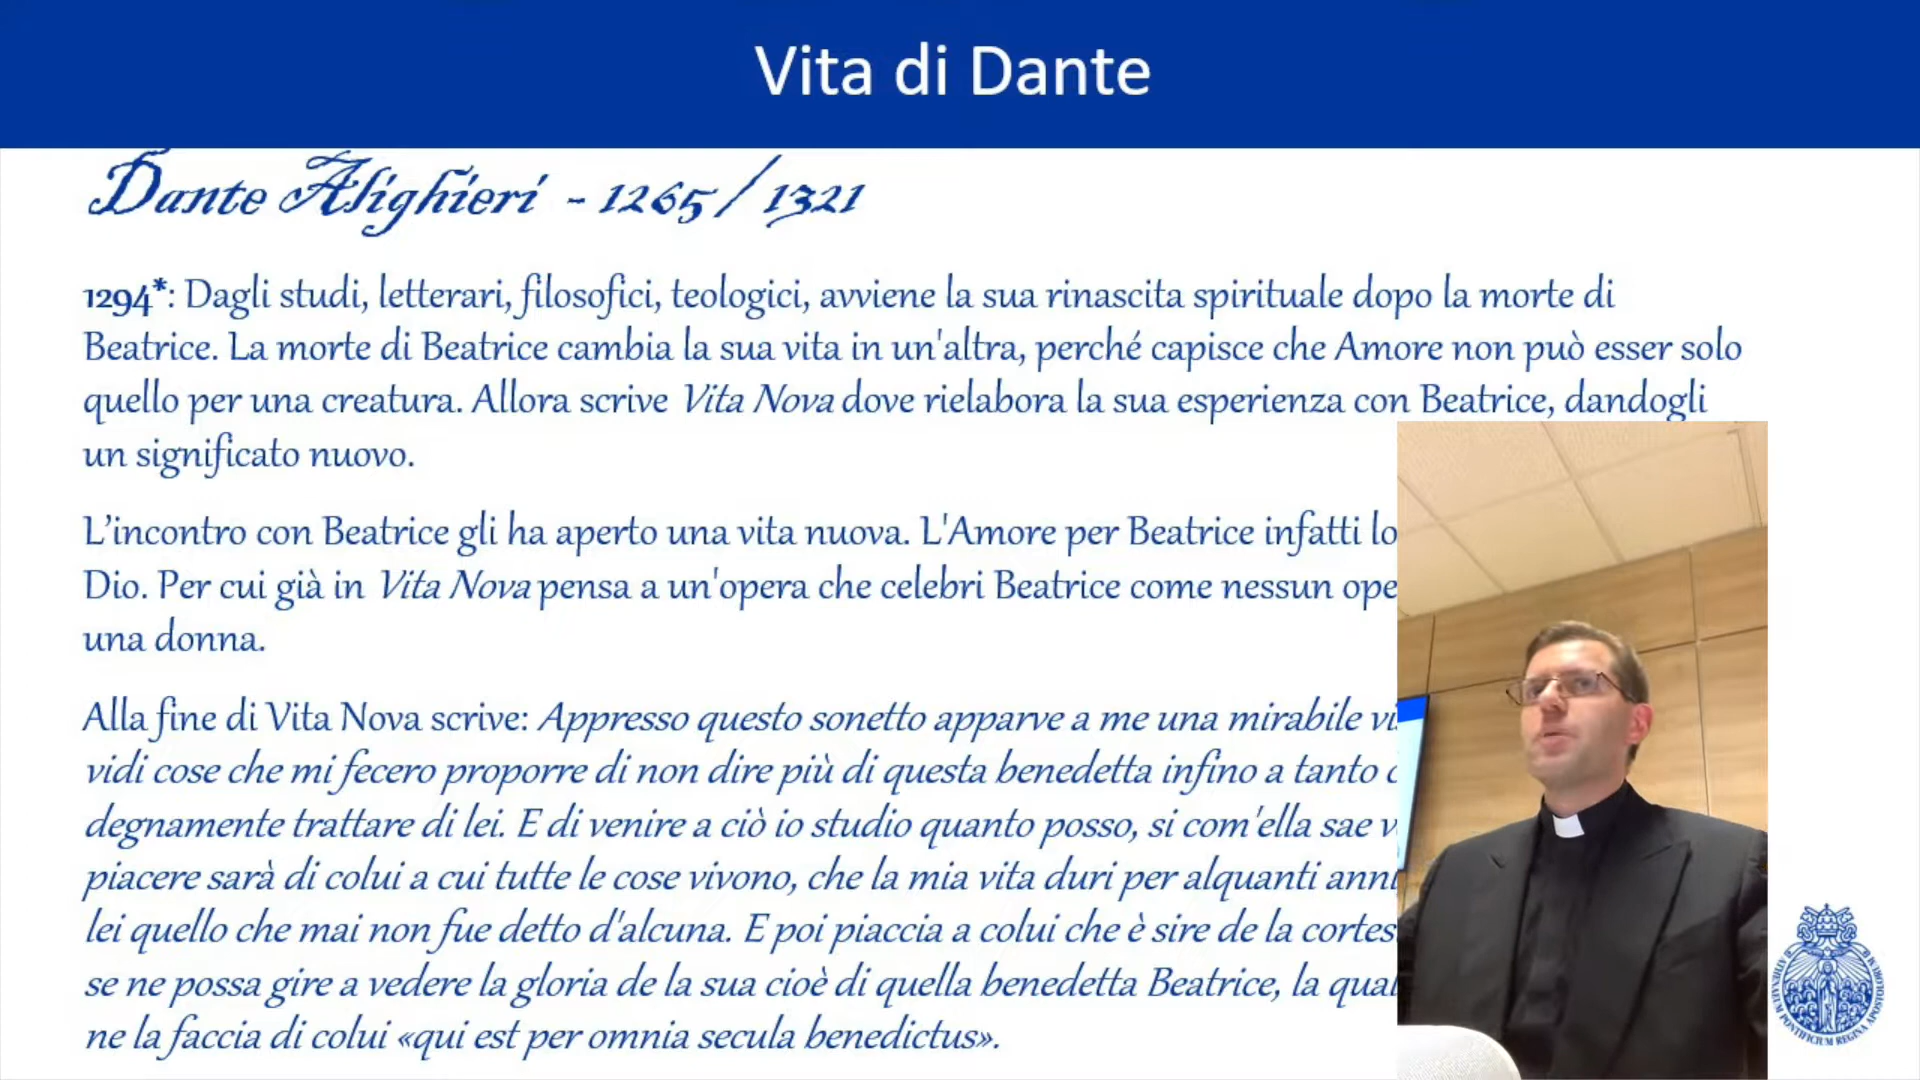 Vita di Dante
Dante Alighieri - 1265/1321
1294*: Dagli studi, letterari, filosofici, teologici, avviene la sua rinascita spirituale dopo la morte di
Beatrice. La morte di Beatrice cambia la sua vita in un'altra, perché capisce che Amore non può esser solo
quello per una creatura. Allora scrive Vita Nova dove rielabora la sua esperienza con Beatrice, dandogli
un significato nuovo.
L’incontro con Beatrice gli ha aperto una vita nuova. L'Amore per Beatrice infatti lo
Dio. Per cui già in Vita Nova pensa a un'opera che celebri Beatrice come nessun ope
una donna.
Alla fine di Vita Nova scrive: Appresso questo sonetto apparve a me una mirabile vi
vidi cose che mi fecero proporre di non dire più di questa benedetta infino a tanto
degnamente trattare di lei. E di venire a ciò io studio quanto posso, si com'ella sae v
piacere sarà di colui a cui tutte le cose vivono, che la mia vita duri per alquanti anni
lei quello che mai non fue detto d'alcuna. E poi piaccia a colui che è sire de la cortes
se ne possa gire a vedere la gloria de la sua cioè di quella benedetta Beatrice, la qual
ne la faccia di colui «qui est per omnia secula benedictus».
ATHENAEUM PONTIFICIUM REGINA APOSTOLORUM